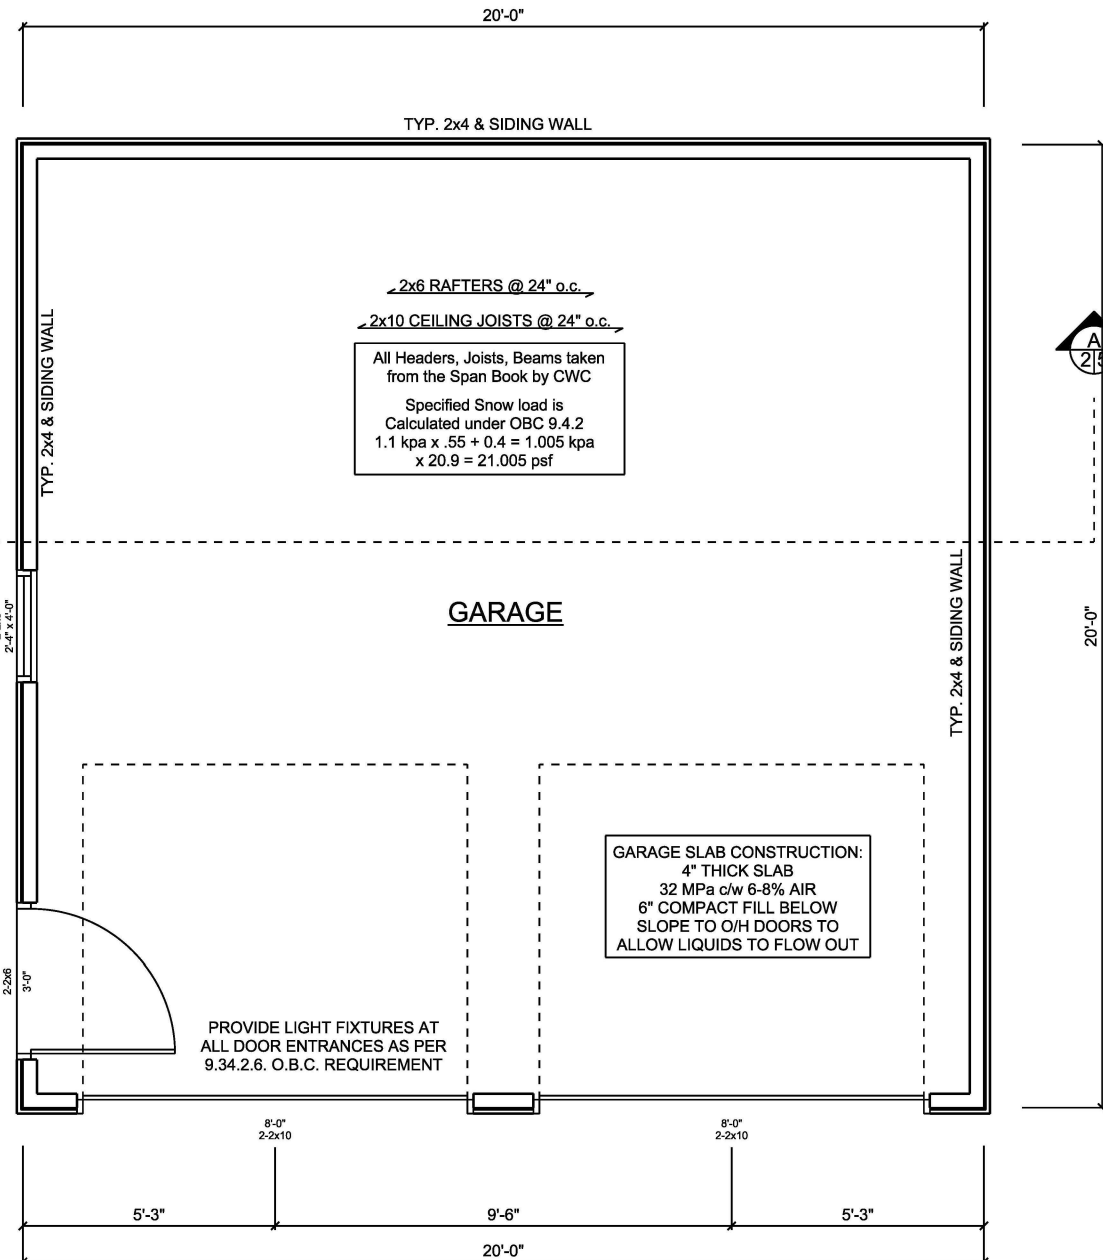 20'-0"
TYP. 2x4 & SIDING WALL
TYP. 2x4 & SIDING WALL
2x6 RAFTERS @ 24" o.c.
2x10 CEILING JOISTS @ 24" o.c.
All Headers, Joists, Beams taken
from the Span Book by CWC
Specified Snow load is
Calculated under OBC 9.4.2
1.1 kpa x .55 + 0.4 = 1.005 kpa
x 20.9 = 21.005 psf
A
2
2'-4" x 4'-0"
GARAGE
TYP. 2x4 & SIDING WALL
20'-0"
GARAGE SLAB CONSTRUCTION:
4" THICK SLAB
32 MPa c/w 6-8% AIR
6" COMPACT FILL BELOW
SLOPE TO O/H DOORS TO
ALLOW LIQUIDS TO FLOW OUT
2-2x6
3'-0"
PROVIDE LIGHT FIXTURES AT
ALL DOOR ENTRANCES AS PER
9.34.2.6. O.B.C. REQUIREMENT
8'-0"
2-2x10
8'-0"
2-2x10
5'-3"
9'-6"
5'-3"
20'-0"